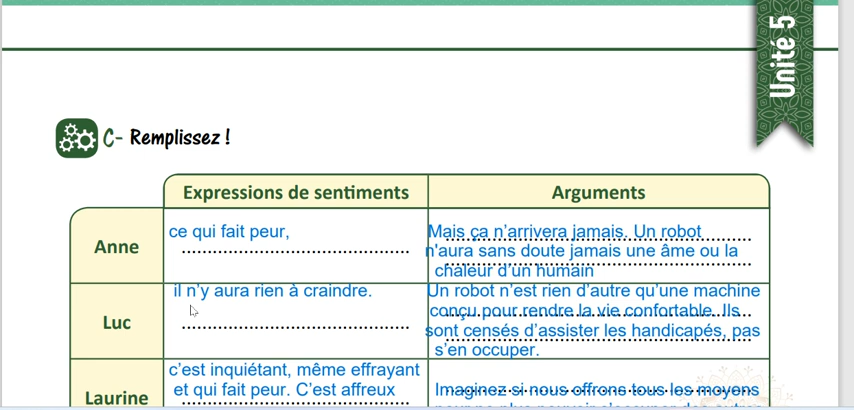 Unité 5
C- Remplissez !
Expressions de sentiments
Arguments
Anne
ce qui fait peur,
Mais ça n’arrivera jamais. Un robot
n'aura sans doute jamais une âme ou la
chaleur d’un humain
Luc
il n’y aura rien à craindre.
Un robot n’est rien d’autre qu’une machine
conçu pour rendre la vie confortable. Ils
sont censés d’assister les handicapés, pas
s’en occuper.
Laurine
c’est inquiétant, même effrayant
et qui fait peur. C’est affreux
Imaginez si nous offrons tous les moyens